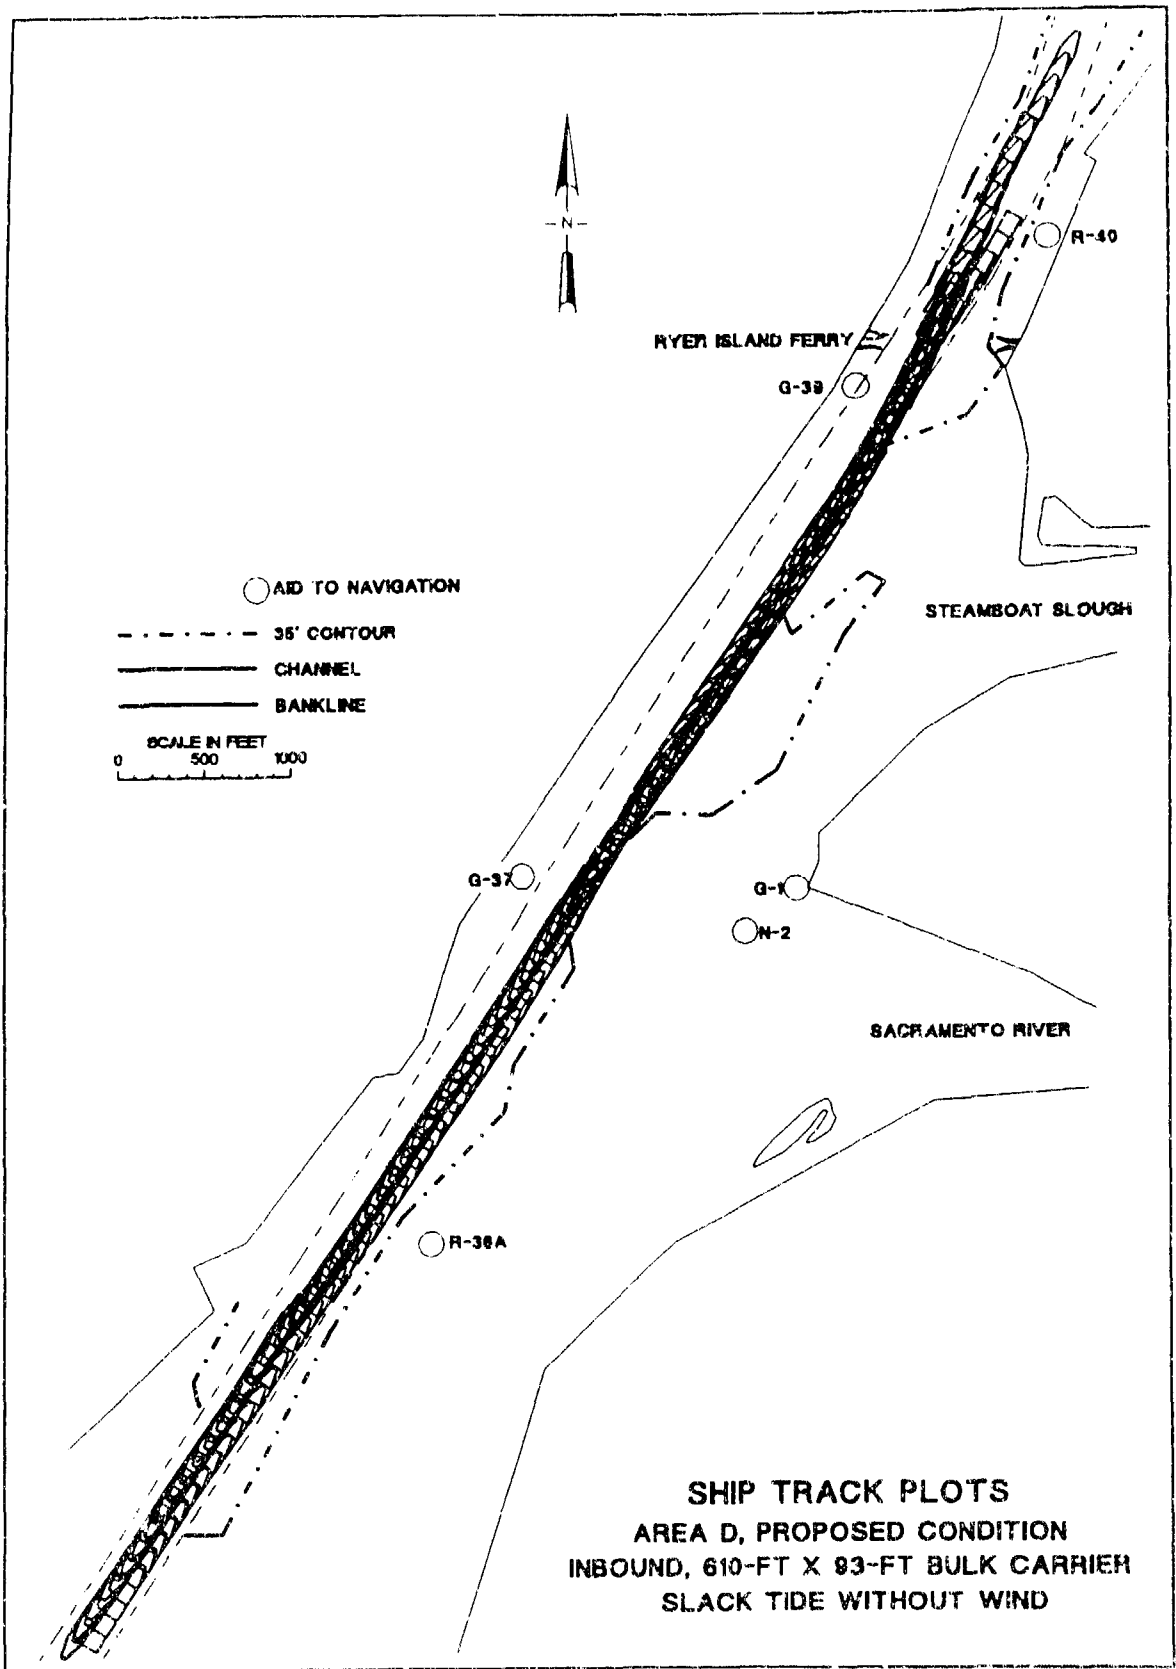 N
R-40
RYER ISLAND FERRY
G-39
AID TO NAVIGATION
35' CONTOUR
CHANNEL
BANKLINE
SCALE IN FEET
0 500 1000
STEAMBOAT SLOUGH
G-37
G-1
N-2
SACRAMENTO RIVER
R-36A
SHIP TRACK PLOTS
AREA D, PROPOSED CONDITION
INBOUND, 610-FT X 93-FT BULK CARRIER
SLACK TIDE WITHOUT WIND